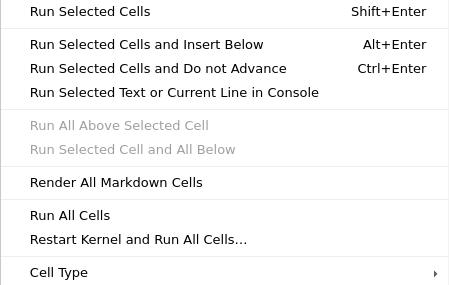 Run Selected Cells Shift+Enter
Run Selected Cells and Insert Below Alt+Enter
Run Selected Cells and Do not Advance Ctrl+Enter
Run Selected Text or Current Line in Console
Run All Above Selected Cell
Run Selected Cell and All Below
Render All Markdown Cells
Run All Cells
Restart Kernel and Run All Cells…
Cell Type